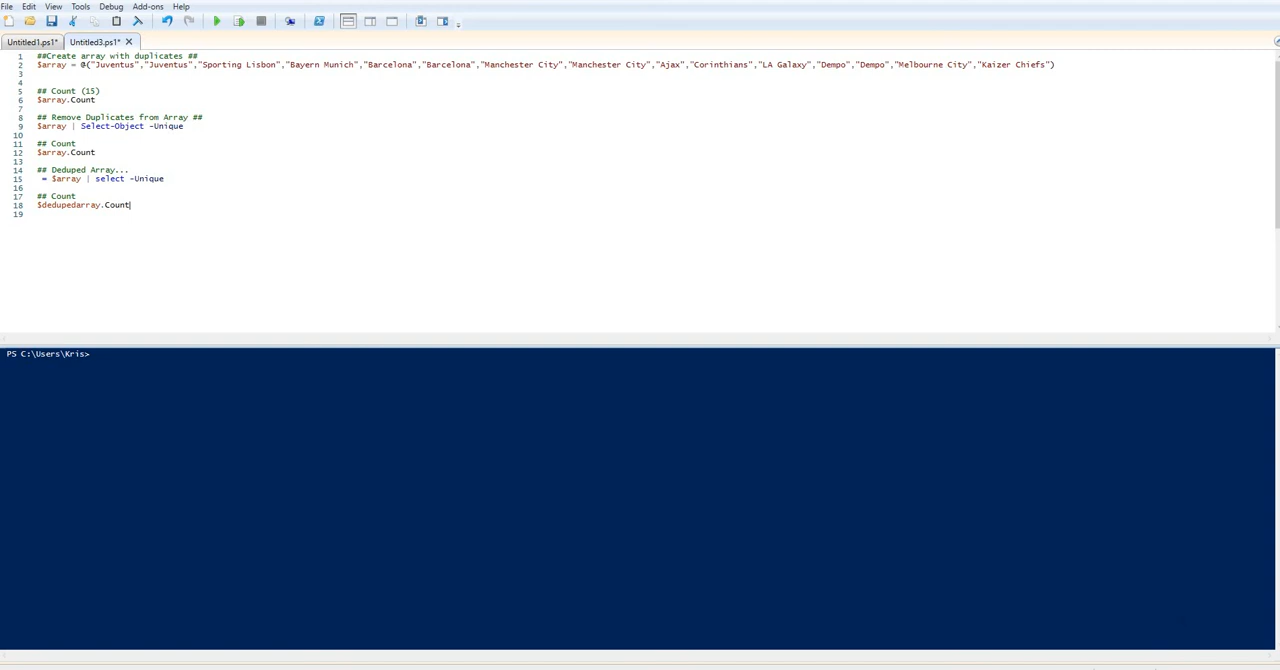 File Edit View Tools Debug Add-ons Help
Untitled1.ps1* Untitled3.ps1* X
1 ##Create array with duplicates ##
2 $array = @("Juventus","Juventus","Sporting Lisbon","Bayern Munich","Barcelona","Barcelona","Manchester City","Manchester City","Ajax","Corinthians","LA Galaxy","Dempo","Dempo","Melbourne City","Kaizer Chiefs")
3
4
5 ## Count (15)
6 $array.Count
7
8 ## Remove Duplicates from Array ##
9 $array | Select-Object -Unique
10
11 ## Count
12 $array.Count
13
14 ## Deduped Array...
15 = $array | select -Unique
16
17 ## Count
18 $dedupedarray.Count
19
PS C:\Users\Kris>